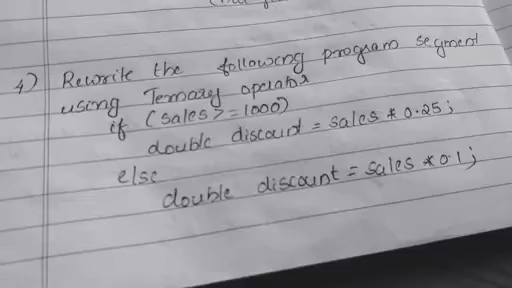 4) Rewrite the following program segment
using Ternary operator
if (sales >= 1000)
double discount = sales * 0.25;
else
double discount = sales * 0.1;